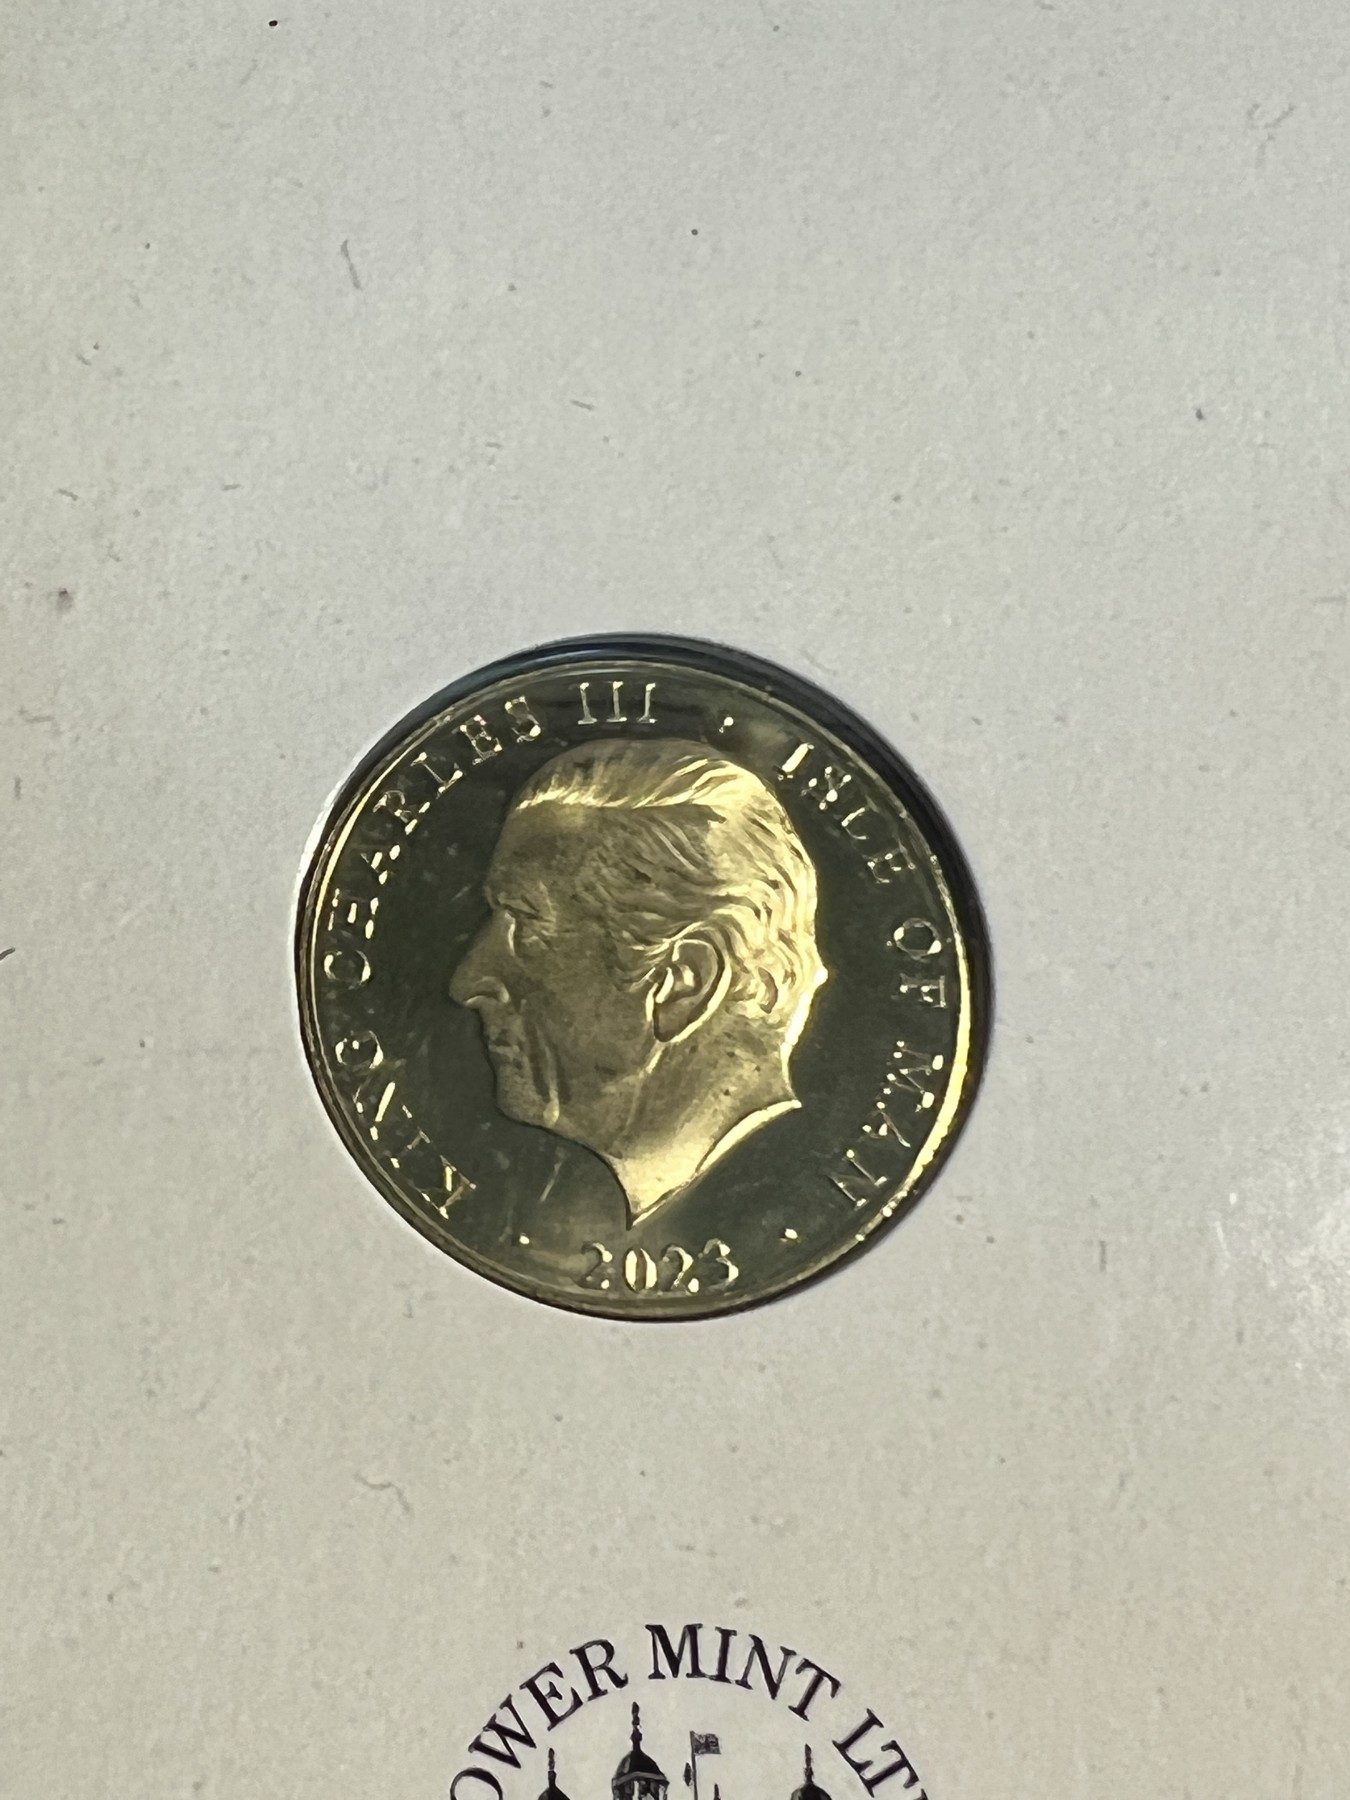 KING CHARLES III · ISLE OF MAN
· 2023 ·
OWER MINT LT